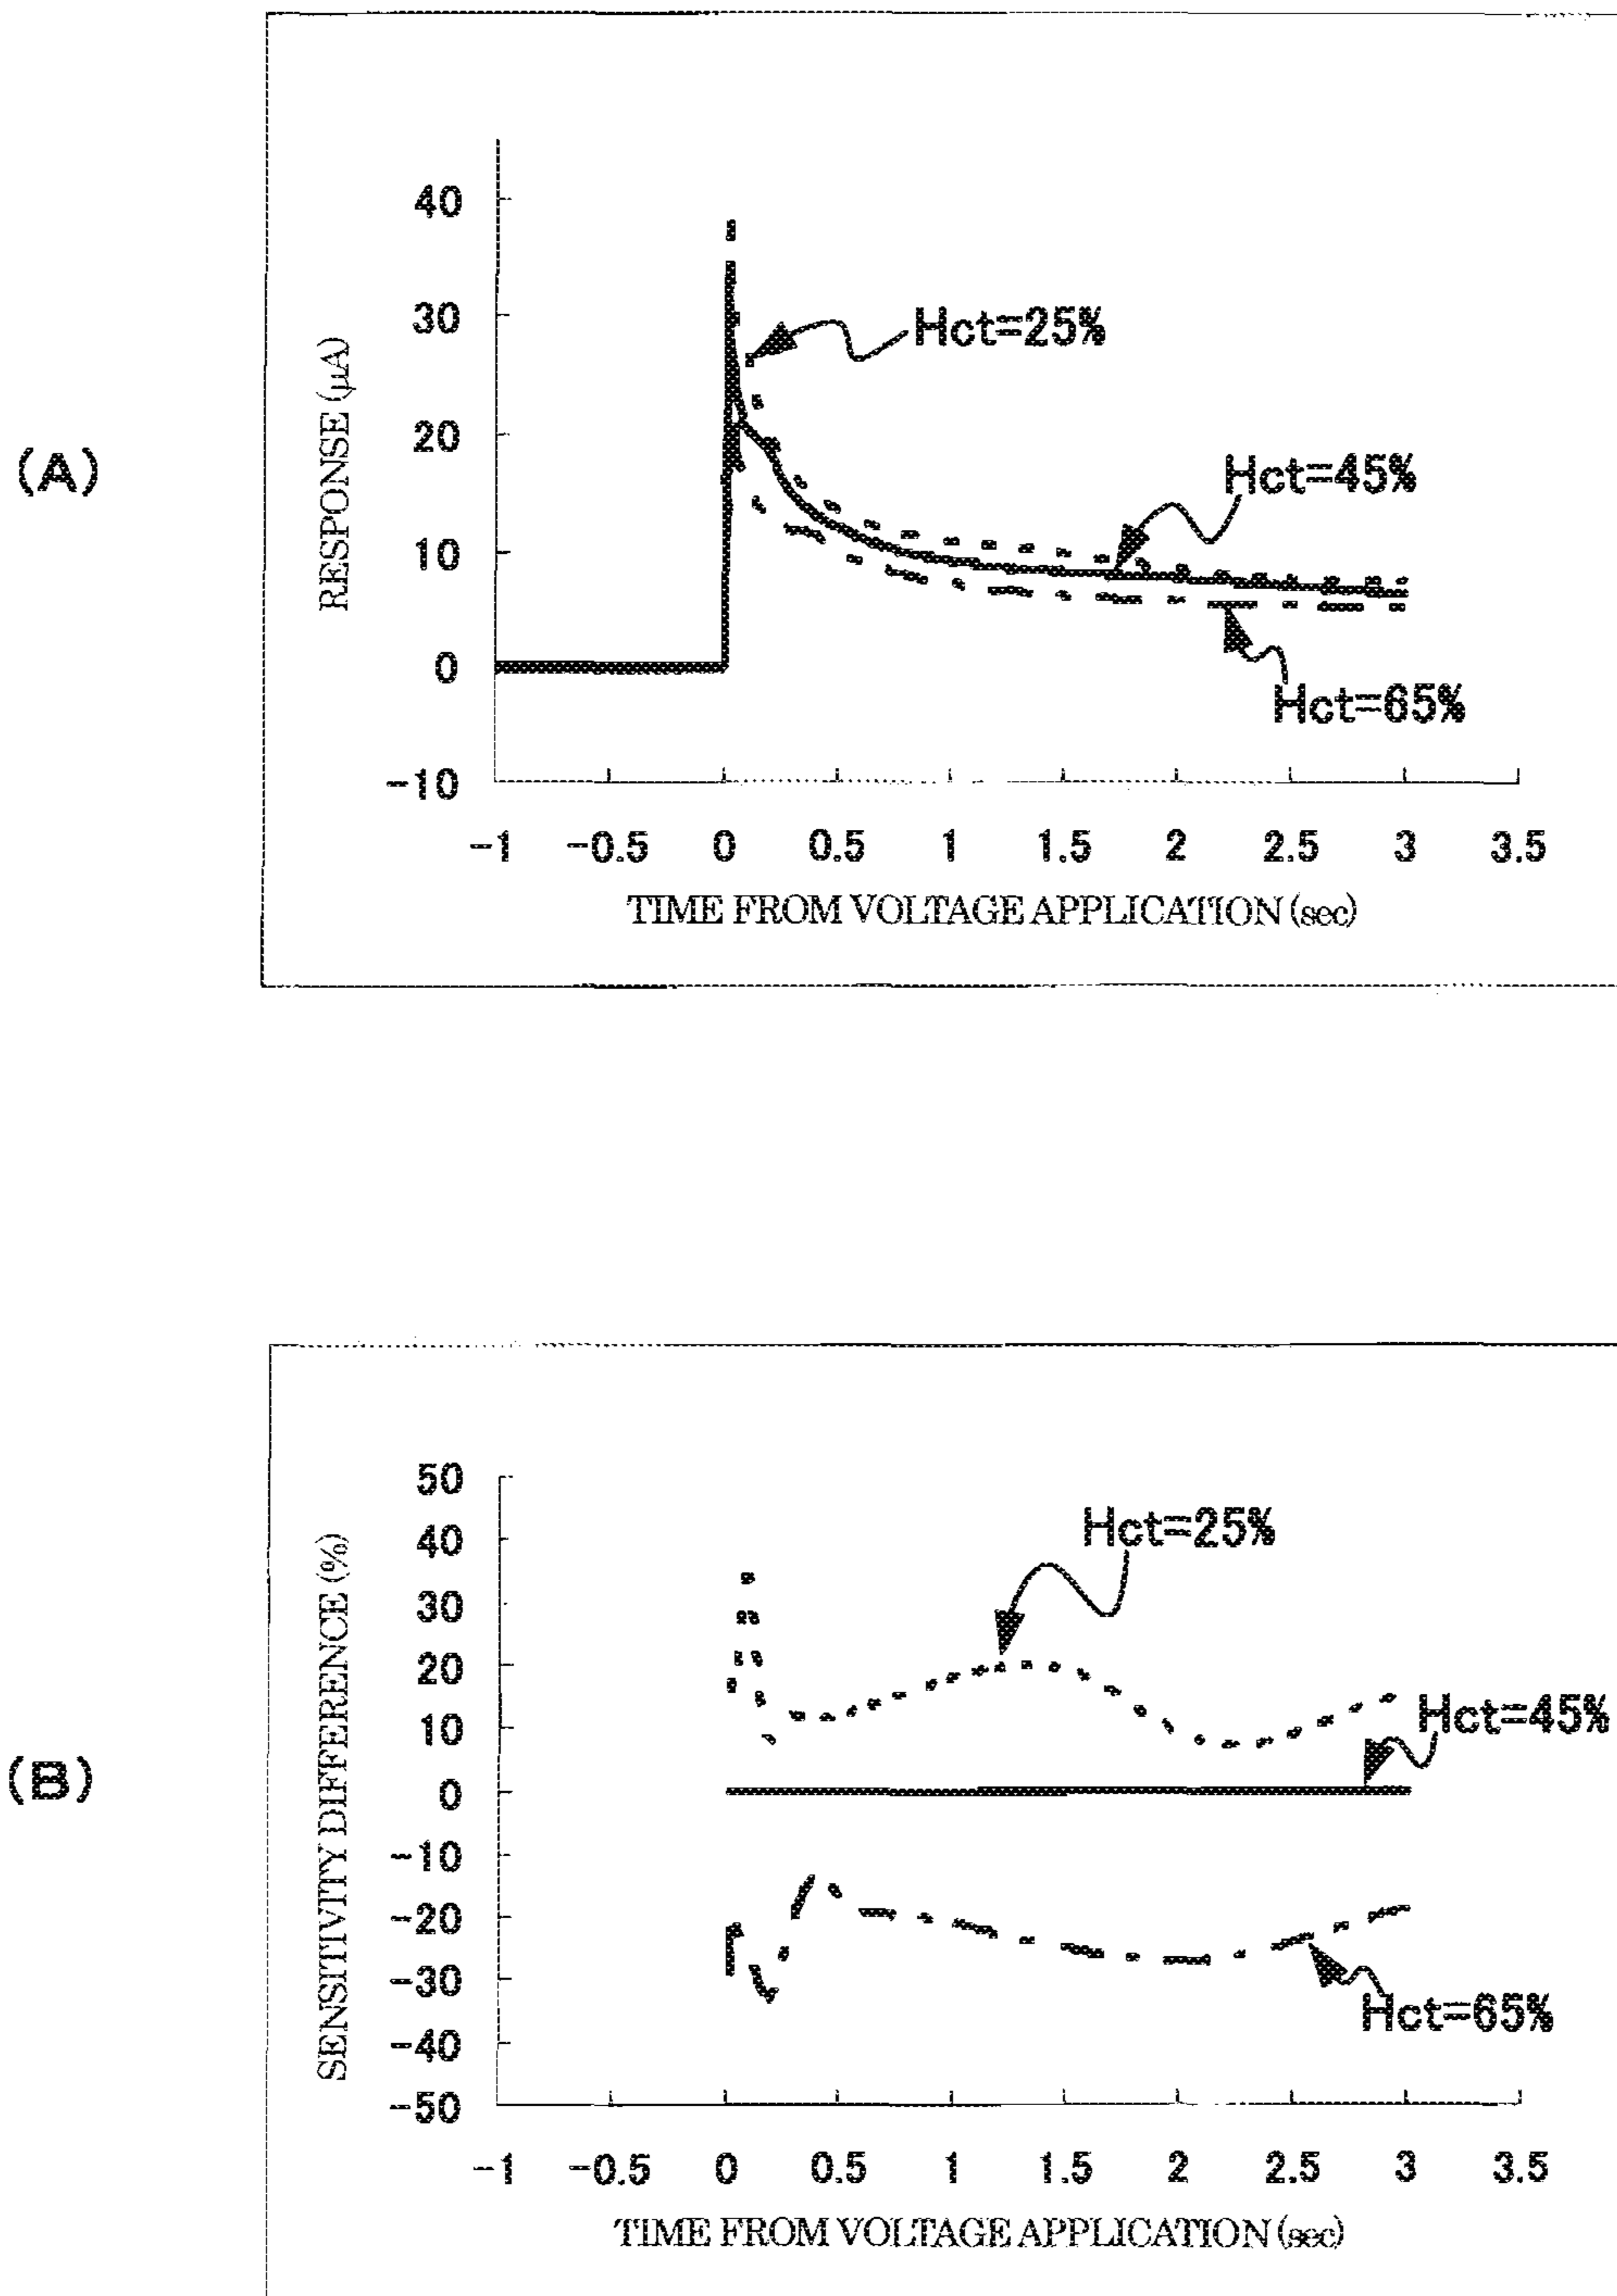 (A)
RESPONSE (μA)
40
30
20
10
0
-10
Hct=25%
Hct=45%
Hct=65%
-1 -0.5 0 0.5 1 1.5 2 2.5 3 3.5
TIME FROM VOLTAGE APPLICATION (sec)
(B)
SENSITIVITY DIFFERENCE (%)
50
40
30
20
10
0
-10
-20
-30
-40
-50
Hct=25%
Hct=45%
Hct=65%
-1 -0.5 0 0.5 1 1.5 2 2.5 3 3.5
TIME FROM VOLTAGE APPLICATION (sec)